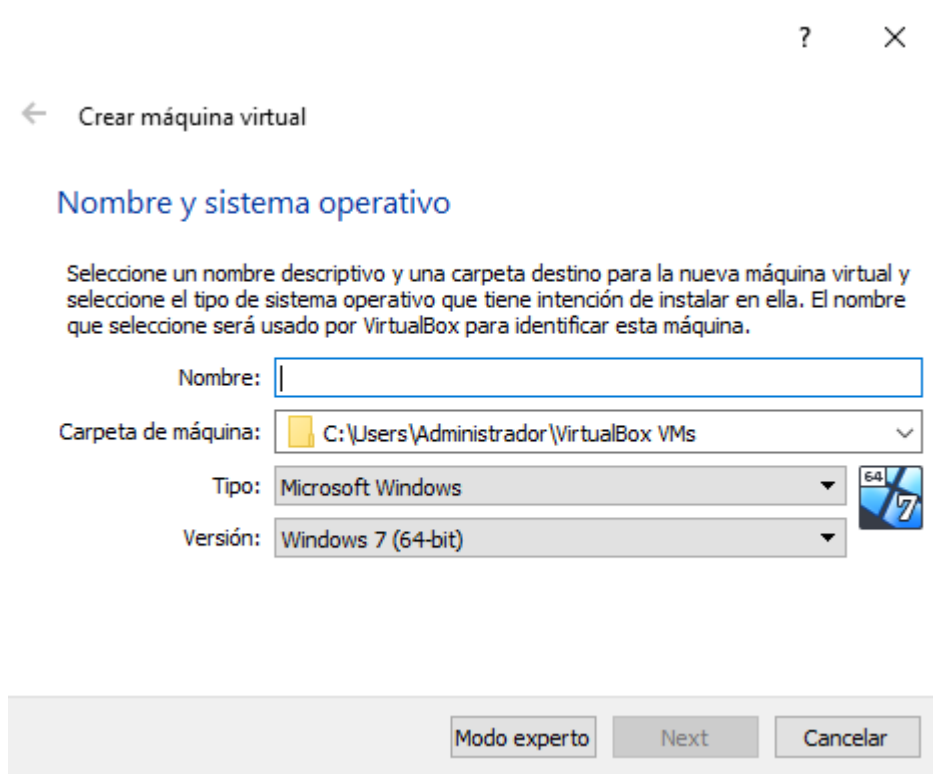 ?
Crear máquina virtual
Nombre y sistema operativo
Seleccione un nombre descriptivo y una carpeta destino para la nueva máquina virtual y
seleccione el tipo de sistema operativo que tiene intención de instalar en ella. El nombre
que seleccione será usado por VirtualBox para identificar esta máquina.
Nombre:
Carpeta de máquina: C:\Users\Administrador\VirtualBox VMs
Tipo: Microsoft Windows
64
7
Versión: Windows 7 (64-bit)
Modo experto Next Cancelar